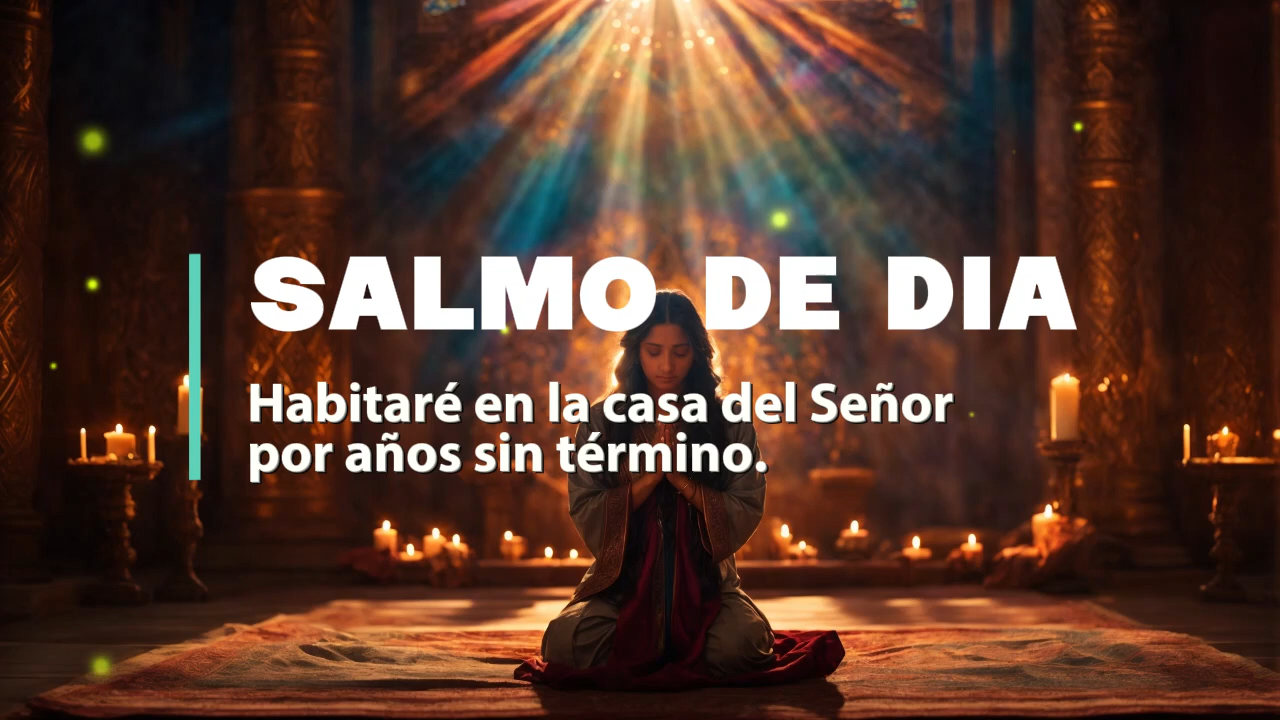 SALMO DE DIA
Habitaré en la casa del Señor
por años sin término.